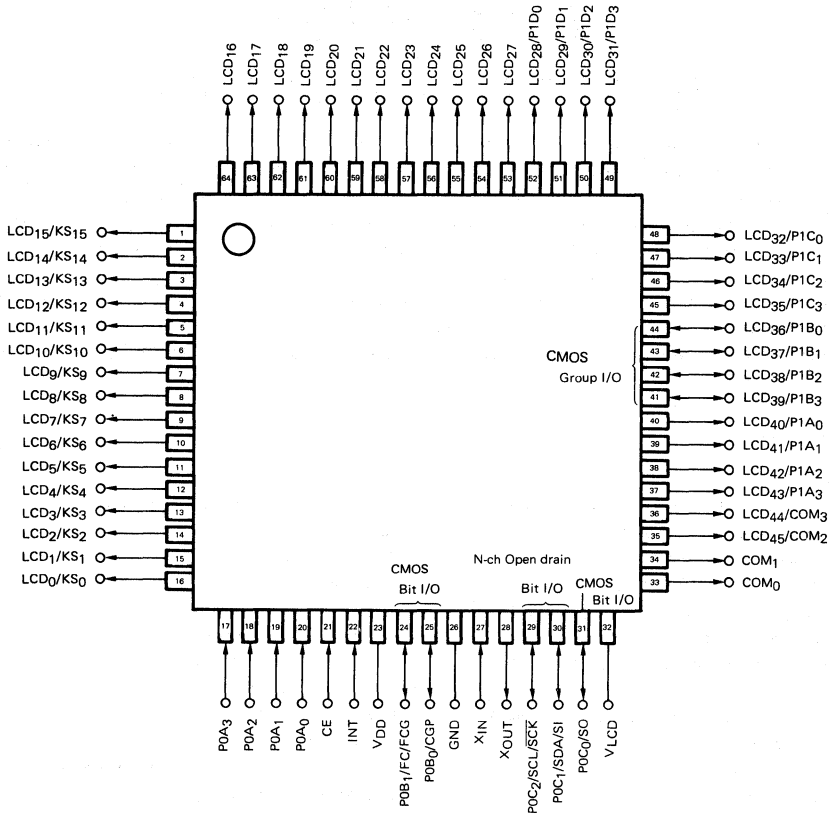 LCD16
LCD17
LCD18
LCD19
LCD20
LCD21
LCD22
LCD23
LCD24
LCD25
LCD26
LCD27
LCD28/P1D0
LCD29/P1D1
LCD30/P1D2
LCD31/P1D3
64 63 62 61 60 59 58 57 56 55 54 53 52 51 50 49
LCD15/KS15 1
LCD14/KS14 2
LCD13/KS13 3
LCD12/KS12 4
LCD11/KS11 5
LCD10/KS10 6
LCD9/KS9 7
LCD8/KS8 8
LCD7/KS7 9
LCD6/KS6 10
LCD5/KS5 11
LCD4/KS4 12
LCD3/KS3 13
LCD2/KS2 14
LCD1/KS1 15
LCD0/KS0 16
48 LCD32/P1C0
47 LCD33/P1C1
46 LCD34/P1C2
45 LCD35/P1C3
44 LCD36/P1B0
43 LCD37/P1B1
42 LCD38/P1B2
41 LCD39/P1B3
40 LCD40/P1A0
39 LCD41/P1A1
38 LCD42/P1A2
37 LCD43/P1A3
36 LCD44/COM3
35 LCD45/COM2
34 COM1
33 COM0
CMOS
Group I/O
CMOS
Bit I/O
N-ch Open drain
Bit I/O
CMOS
Bit I/O
17 18 19 20 21 22 23 24 25 26 27 28 29 30 31 32
P0A3
P0A2
P0A1
P0A0
CE
INT
VDD
P0B1/FC/FCG
P0B0/CGP
GND
XIN
XOUT
P0C2/SCL/SCK
P0C1/SDA/SI
P0C0/SO
VLCD